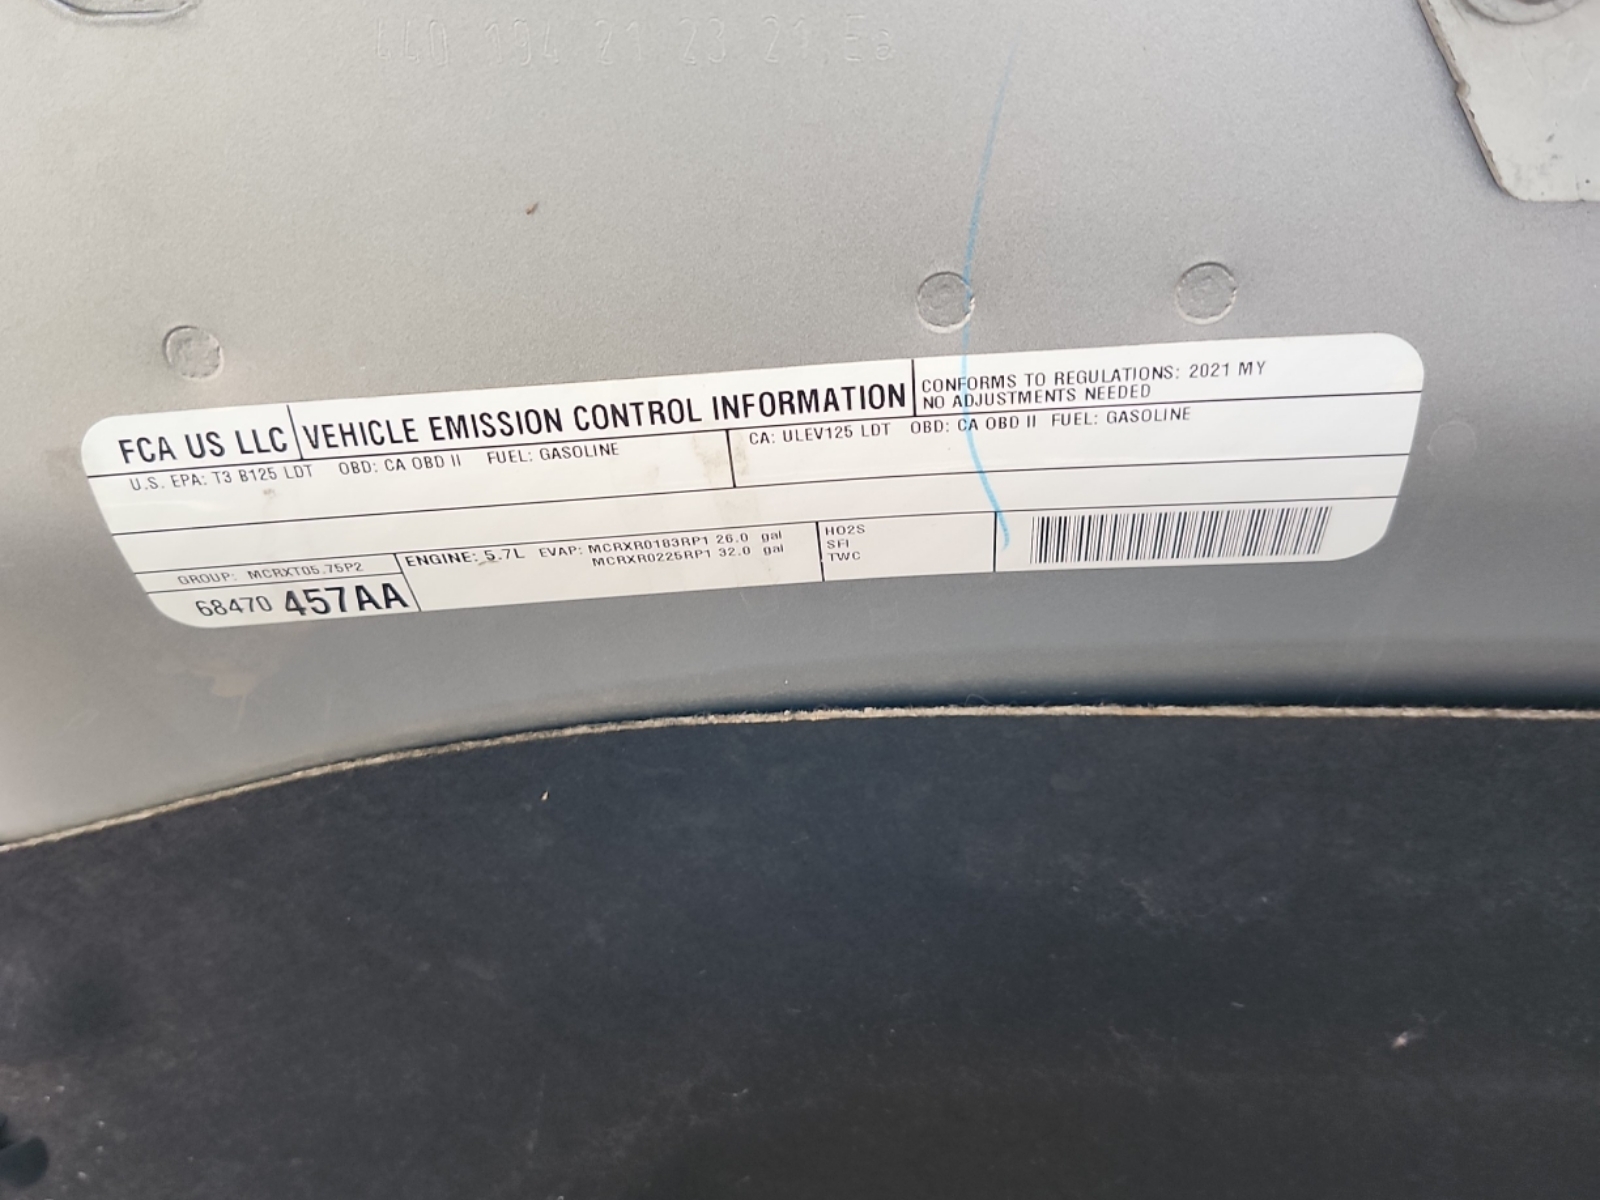 FCA US LLC
VEHICLE EMISSION CONTROL INFORMATION
CONFORMS TO REGULATIONS: 2021 MY
NO ADJUSTMENTS NEEDED
U.S. EPA: T3 B125 LDT OBD: CA OBD II FUEL: GASOLINE
CA: ULEV125 LDT OBD: CA OBD II FUEL: GASOLINE
GROUP: MCRXT05.75P2
ENGINE: 5.7L EVAP: MCRXR0183RP1 26.0 gal
MCRXR0225RP1 32.0 gal
HO2S
SFI
TWC
68470 457AA